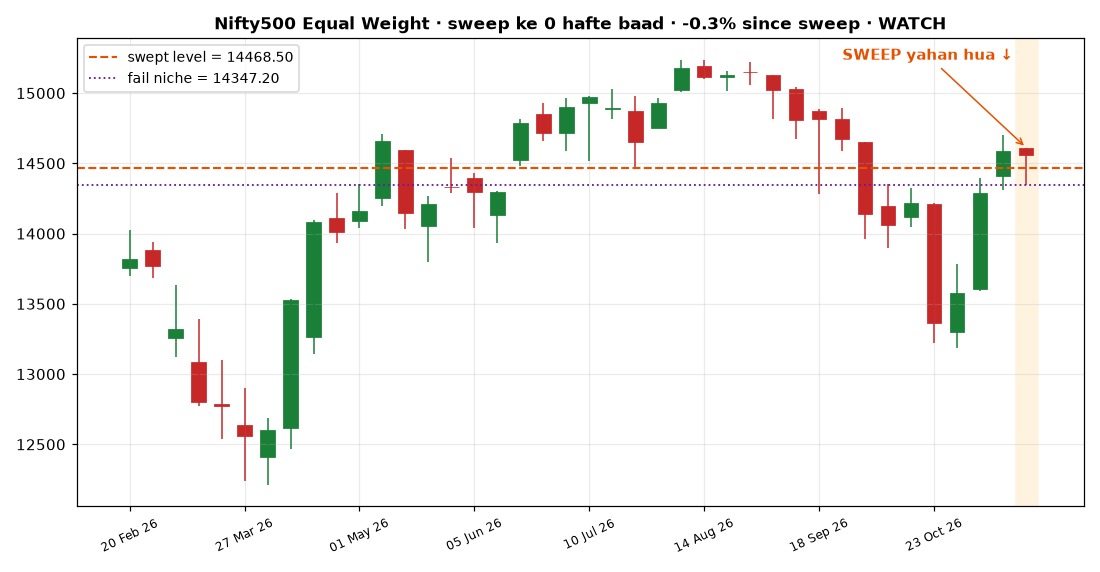 Nifty500 Equal Weight · sweep ke 0 hafte baad · -0.3% since sweep · WATCH
swept level = 14468.50
fail niche = 14347.20
SWEEP yahan hua ↓
15000
14500
14000
13500
13000
12500
20 Feb 26
27 Mar 26
01 May 26
05 Jun 26
10 Jul 26
14 Aug 26
18 Sep 26
23 Oct 26